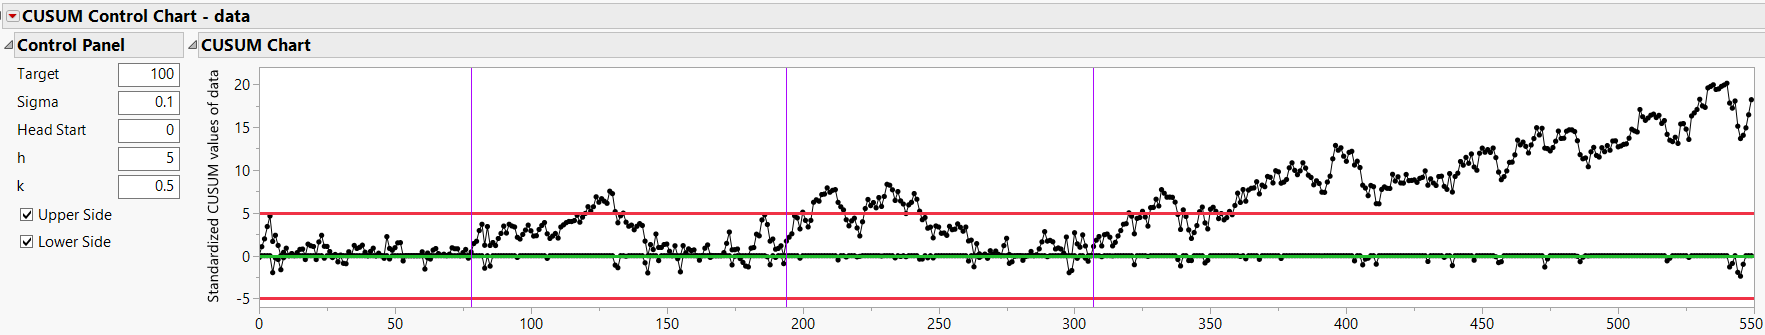 CUSUM Control Chart - data
Control Panel
Target 100
Sigma 0.1
Head Start 0
h 5
k 0.5
Upper Side
Lower Side
CUSUM Chart
Standardized CUSUM values of data
20
15
10
5
0
-5
0 50 100 150 200 250 300 350 400 450 500 550